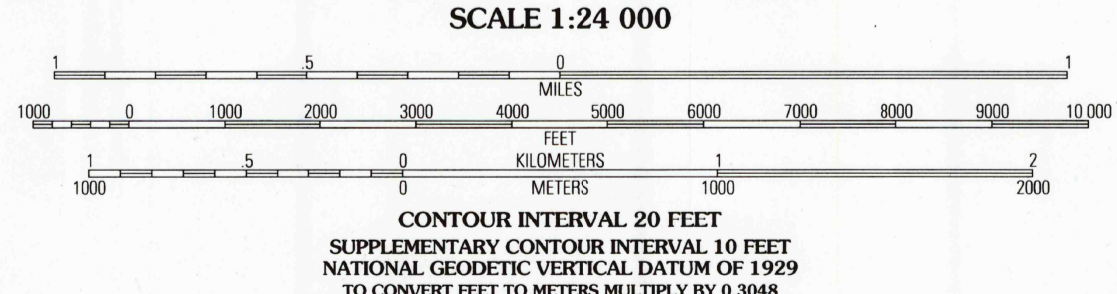 SCALE 1:24 000
1 .5 0 1
MILES
1000 0 1000 2000 3000 4000 5000 6000 7000 8000 9000 10 000
FEET
1 .5 0 KILOMETERS 1 2
1000 0 METERS 1000 2000
CONTOUR INTERVAL 20 FEET
SUPPLEMENTARY CONTOUR INTERVAL 10 FEET
NATIONAL GEODETIC VERTICAL DATUM OF 1929
TO CONVERT FEET TO METERS MULTIPLY BY 0.3048